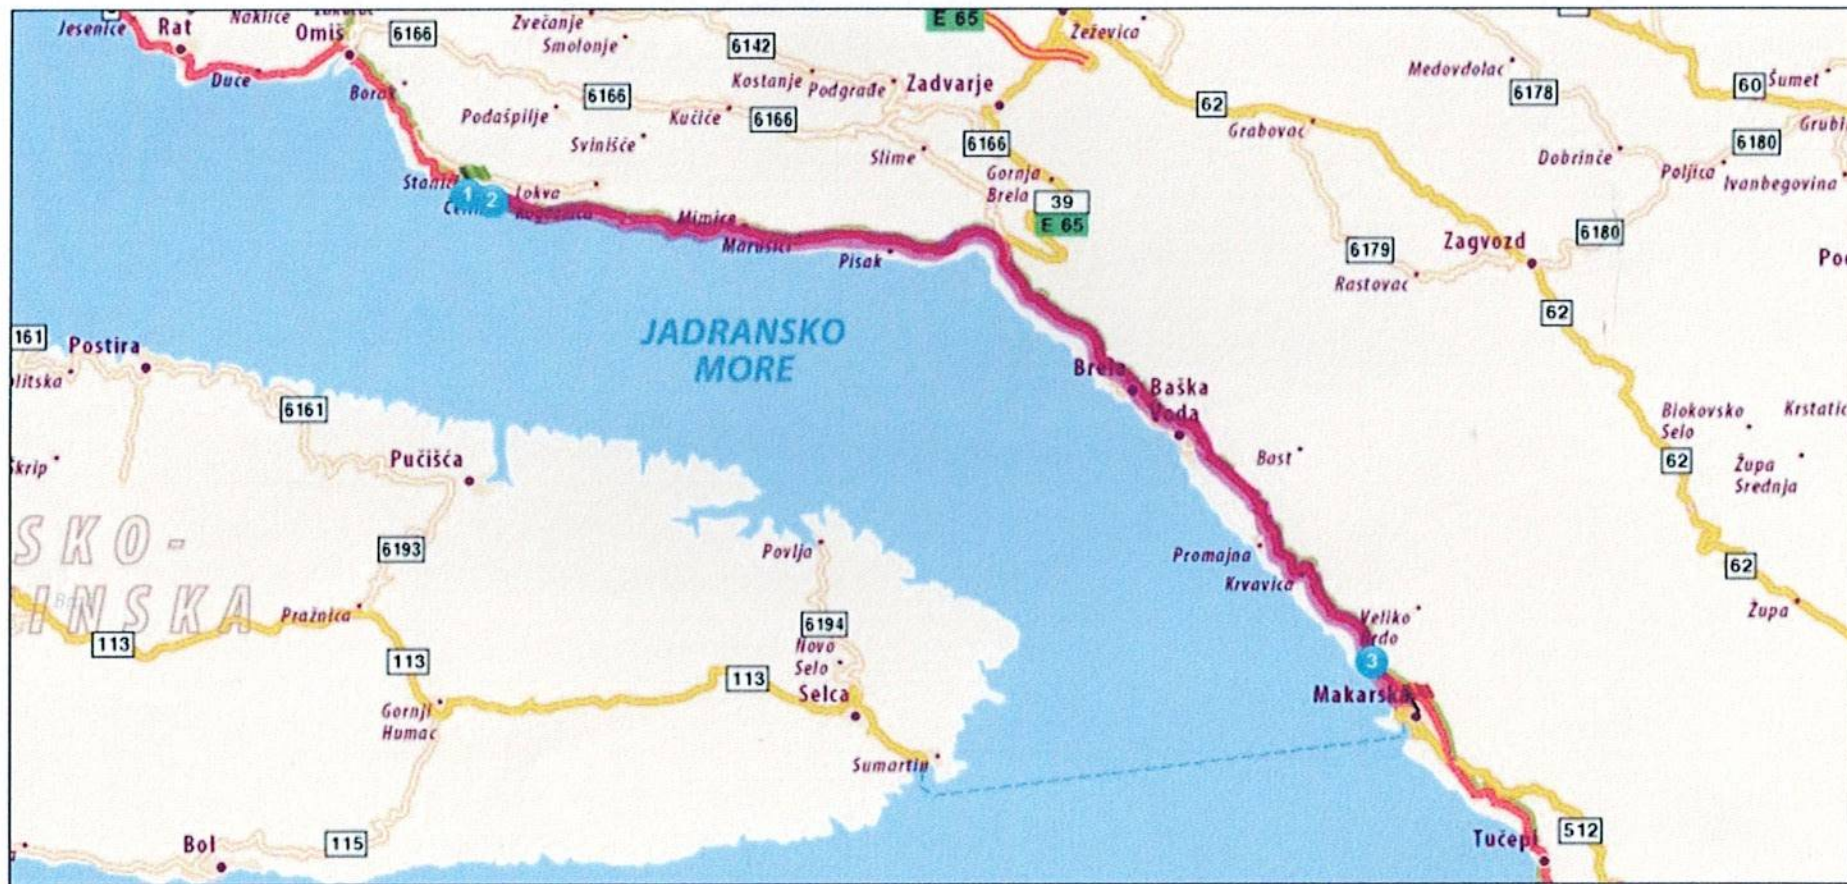 Jesenice
Rat
Naklice
Omiš
6166
Zvečanje
Smolonje
6142
E 65
Žeževica
Duće
Borak
6166
Podašpilje
Kučiće
6166
Kostanje
Podgrađe
Zadvarje
Svinišće
Slime
6166
Gornja
Brela
39
E 65
62
Grabovac
Medovdolac
6178
60
Šumet
6180
Dobrinče
Poljica
Ivanbegovina
Stanići
1
2
Lokva
Rogoznica
Mimice
Marušići
Pisak
6179
Rastovac
Zagvozd
6180
62
161
Postira
JADRANSKO
MORE
Brela
Baška
Voda
Bast
Biokovsko
Selo
62
Župa
Srednja
6161
Pučišća
6193
Povlja
Promajna
Krvavica
62
Župa
SKO-
INSKA
Pražnica
113
113
6194
Novo
Selo
113
Selca
Veliko
Brdo
3
Makarska
Gornji
Humac
Sumartin
Bol
115
Tučepi
512